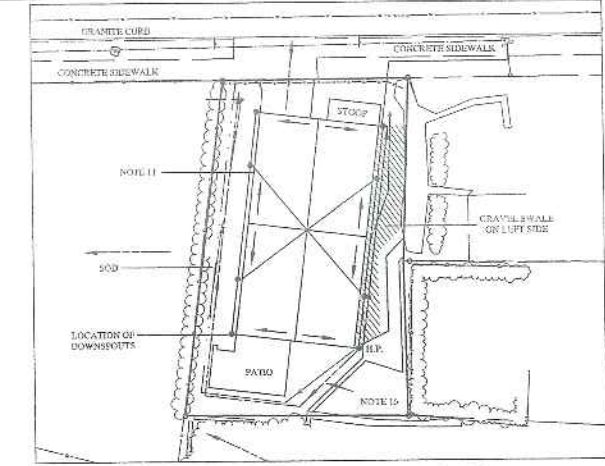 GRANITE CURB
CONCRETE SIDEWALK
CONCRETE SIDEWALK
STOOP
NOTE 11
GRAVEL SWALE
ON LEFT SIDE
SOD
LOCATION OF
DOWNSPOUTS
H.P.
PATIO
NOTE 15